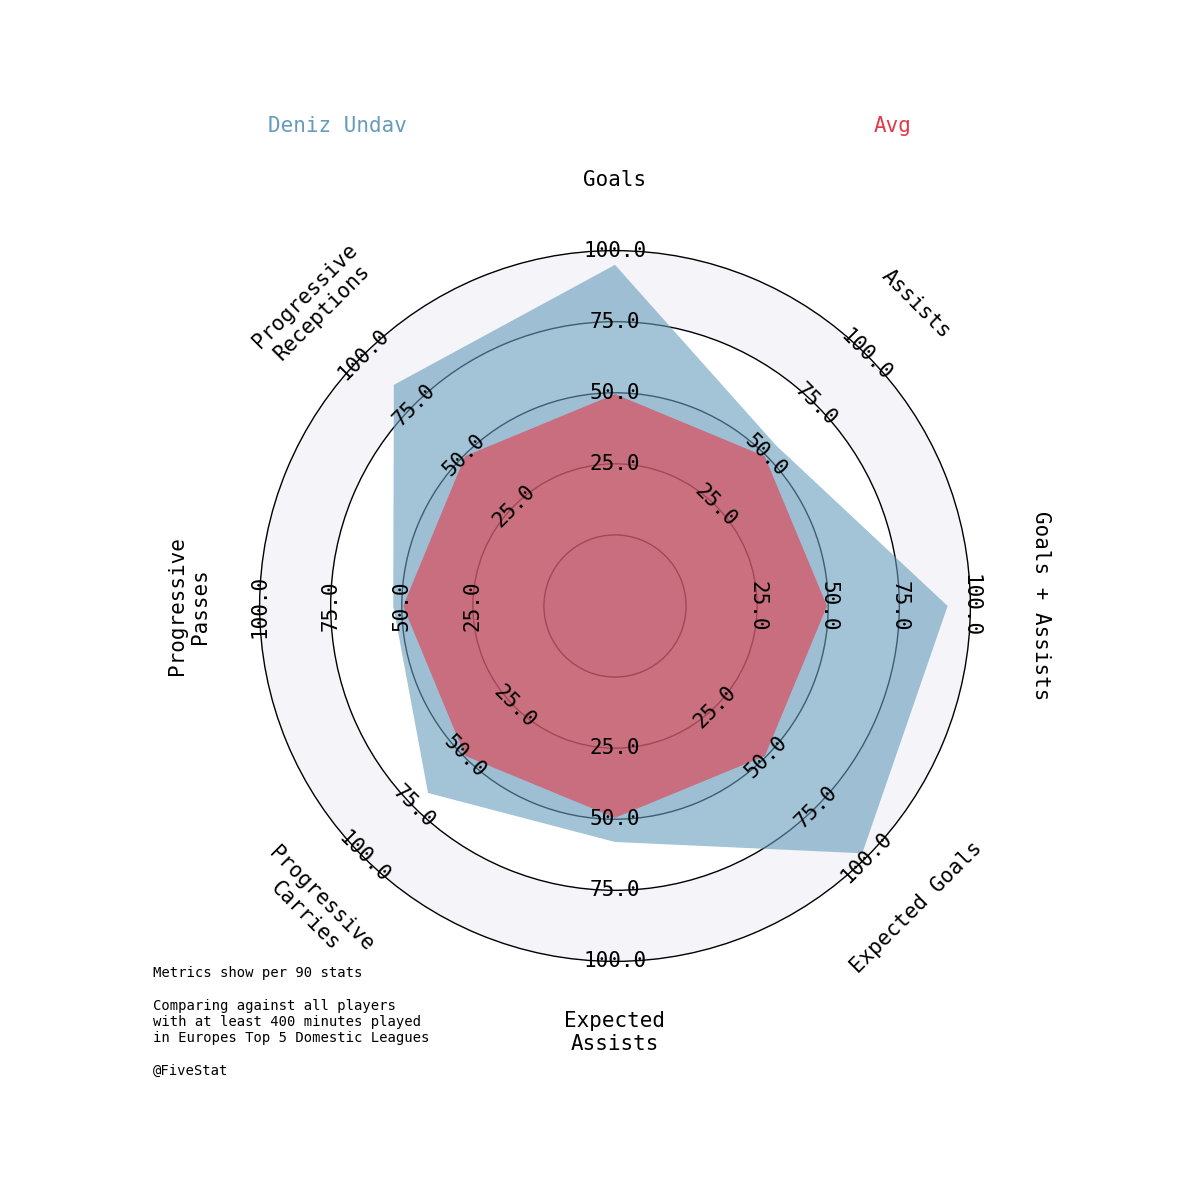 Deniz Undav
Avg
Goals
Assists
Goals + Assists
Expected Goals
Expected
Assists
Progressive
Carries
Progressive
Passes
Progressive
Receptions
25.0
50.0
75.0
100.0
25.0
50.0
75.0
100.0
25.0
50.0
75.0
100.0
25.0
50.0
75.0
100.0
25.0
50.0
75.0
100.0
25.0
50.0
75.0
100.0
25.0
50.0
75.0
100.0
25.0
50.0
75.0
100.0
Metrics show per 90 stats
Comparing against all players
with at least 400 minutes played
in Europes Top 5 Domestic Leagues
@FiveStat